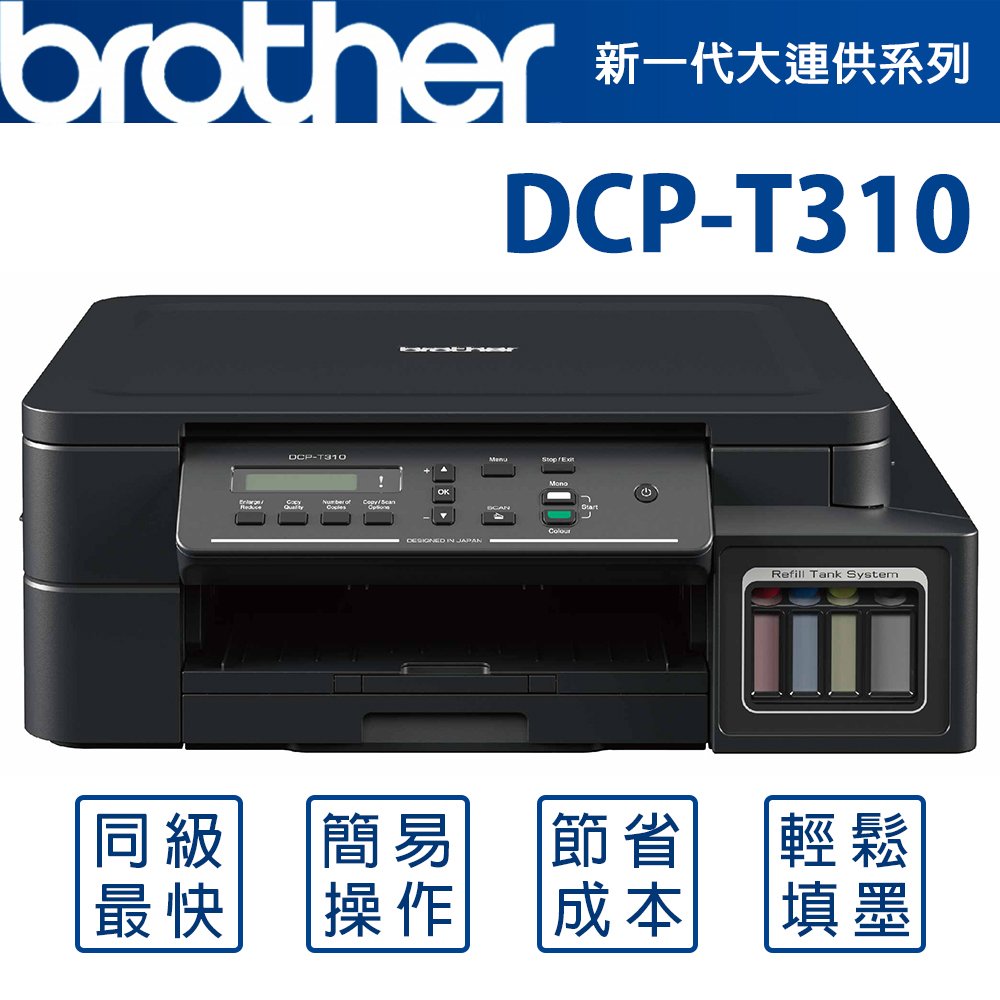 brother
新一代大連供系列
DCP-T310
brother
DCP-T310
Enlarge/
Reduce
Copy
Quality
Number of
Copies
Copy/Scan
Options
+
OK
-
Menu
Stop/Exit
SCAN
Mono
Start
Colour
DESIGNED IN JAPAN
Refill Tank System
同級
最快
簡易
操作
節省
成本
輕鬆
填墨